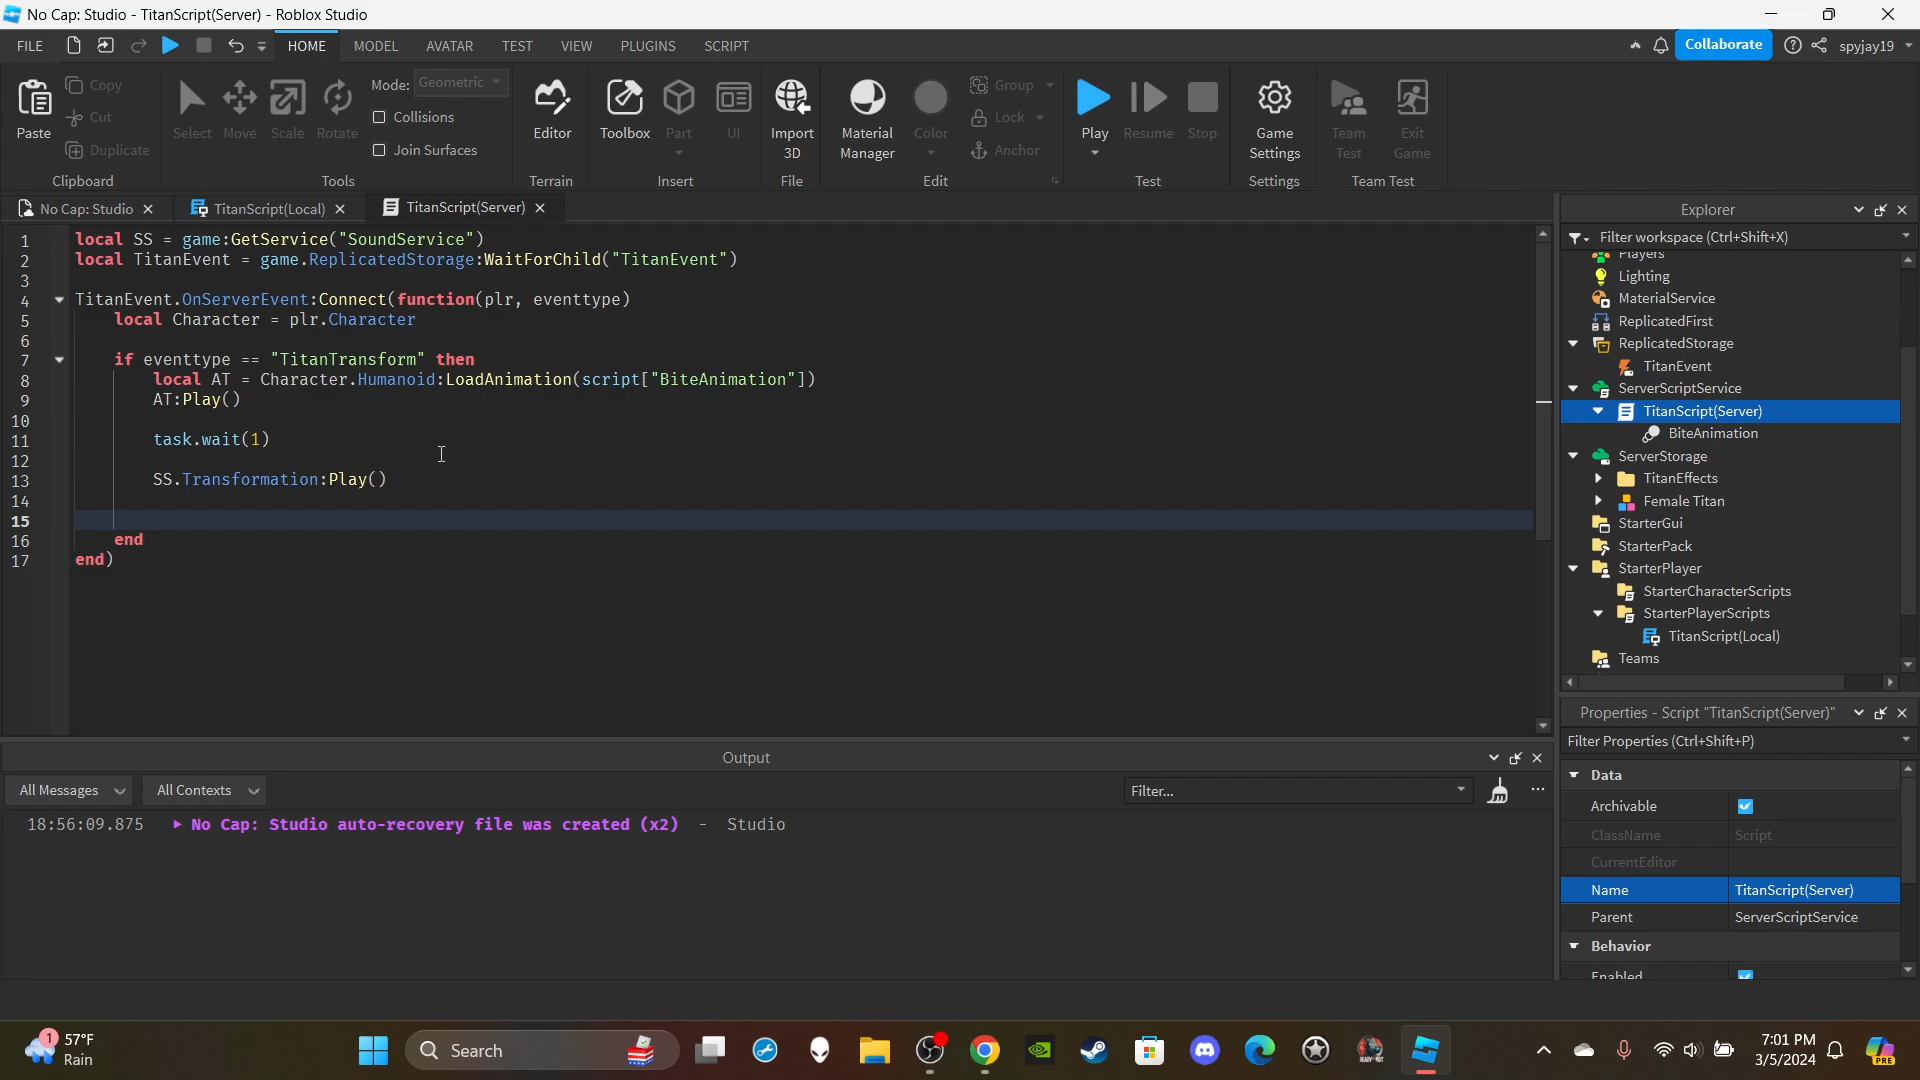 No Cap: Studio - TitanScript(Server) - Roblox Studio
FILE HOME MODEL AVATAR TEST VIEW PLUGINS SCRIPT Collaborate spyjay19
Paste Copy Cut Duplicate Clipboard
Select Move Scale Rotate Mode: Geometric Collisions Join Surfaces Tools
Editor Terrain
Toolbox Part UI Insert
Import 3D File
Material Manager Color Group Lock Anchor Edit
Play Resume Stop Test
Game Settings Settings
Team Test Exit Game Team Test
No Cap: Studio TitanScript(Local) TitanScript(Server)
1 local SS = game:GetService("SoundService")
2 local TitanEvent = game.ReplicatedStorage:WaitForChild("TitanEvent")
3
4 TitanEvent.OnServerEvent:Connect(function(plr, eventtype)
5 local Character = plr.Character
6
7 if eventtype == "TitanTransform" then
8 local AT = Character.Humanoid:LoadAnimation(script["BiteAnimation"])
9 AT:Play()
10
11 task.wait(1)
12
13 SS.Transformation:Play()
14
15
16 end
17 end)
Explorer
Filter workspace (Ctrl+Shift+X)
Players
Lighting
MaterialService
ReplicatedFirst
ReplicatedStorage
TitanEvent
ServerScriptService
TitanScript(Server)
BiteAnimation
ServerStorage
TitanEffects
Female Titan
StarterGui
StarterPack
StarterPlayer
StarterCharacterScripts
StarterPlayerScripts
TitanScript(Local)
Teams
Properties - Script "TitanScript(Server)"
Filter Properties (Ctrl+Shift+P)
Data
Archivable
ClassName Script
CurrentEditor
Name TitanScript(Server)
Parent ServerScriptService
Behavior
Enabled
Output
All Messages All Contexts Filter...
18:56:09.875 No Cap: Studio auto-recovery file was created (x2) - Studio
1 57°F
Rain
Search
READY OR NOT
7:01 PM
3/5/2024
PRE